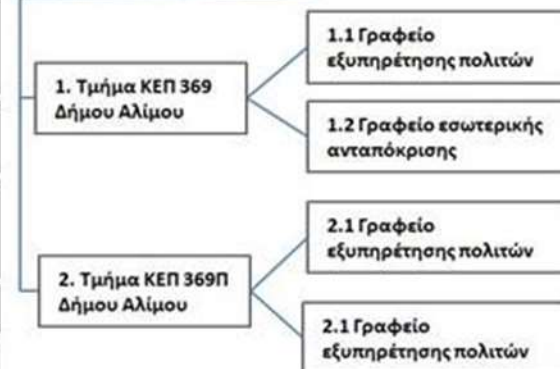 1. Τμήμα ΚΕΠ 369
Δήμου Αλίμου
1.1 Γραφείο
εξυπηρέτησης πολιτών
1.2 Γραφείο εσωτερικής
ανταπόκρισης
2. Τμήμα ΚΕΠ 369Π
Δήμου Αλίμου
2.1 Γραφείο
εξυπηρέτησης πολιτών
2.1 Γραφείο
εξυπηρέτησης πολιτών